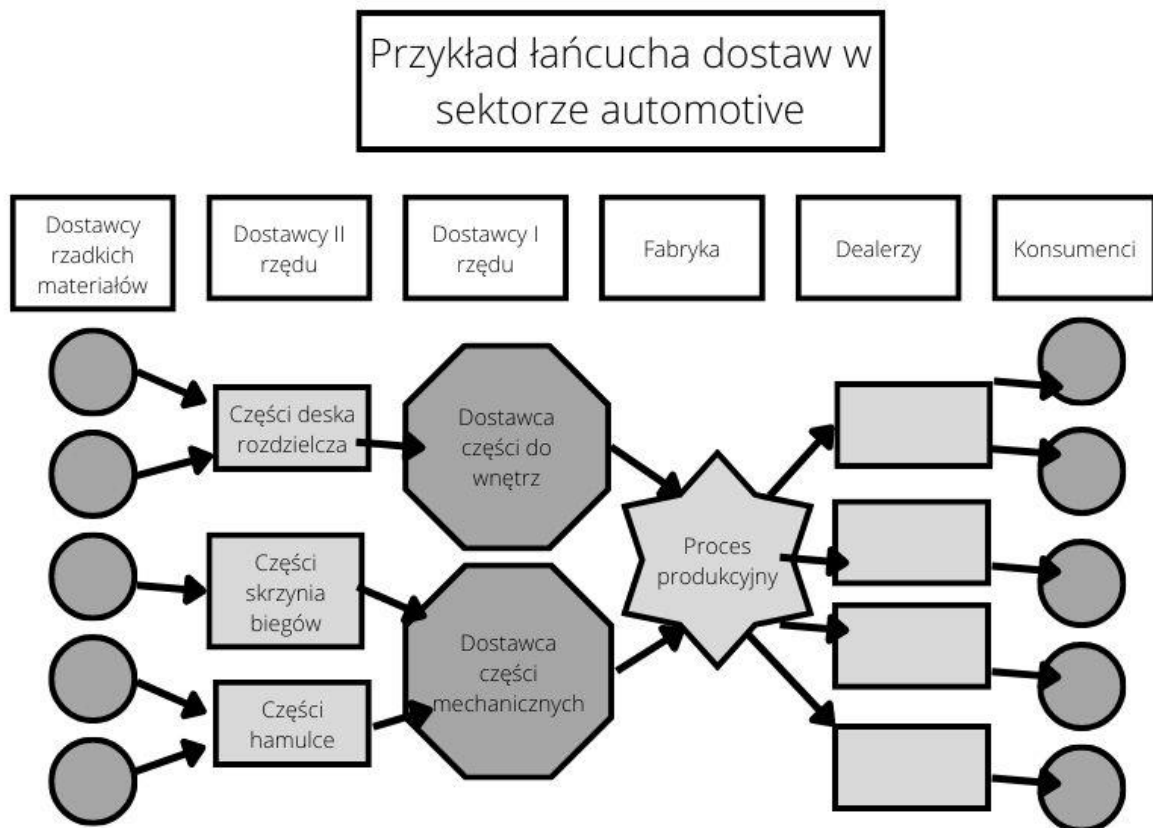 Przykład łańcucha dostaw w
sektorze automotive
Dostawcy
rzadkich
materiałów
Dostawcy II
rzędu
Dostawcy I
rzędu
Fabryka
Dealerzy
Konsumenci
Części deska
rozdzielcza
Dostawca
części do
wnętrz
Proces
produkcyjny
Części
skrzynia
biegów
Dostawca
części
mechanicznych
Części
hamulce